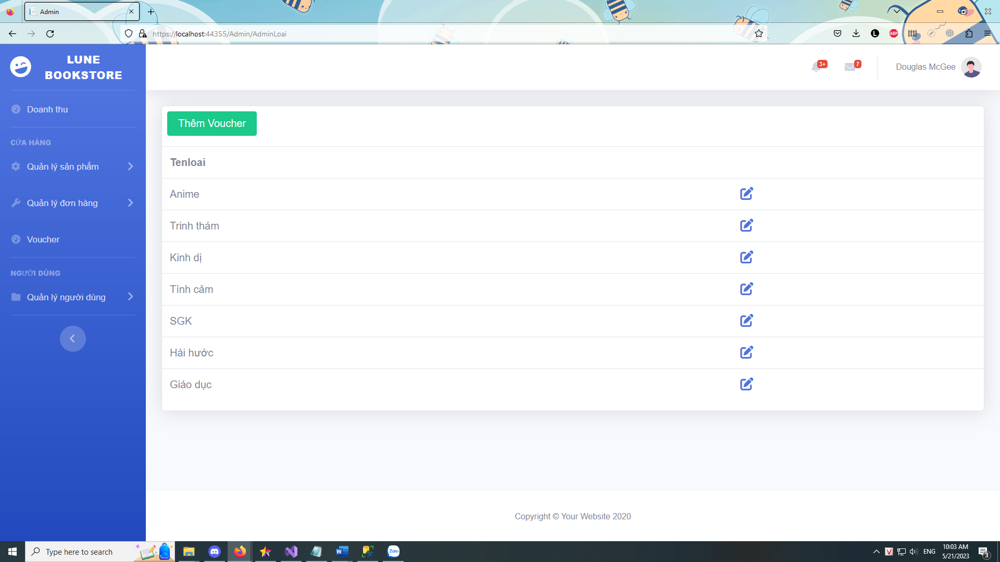 Admin
https://localhost:44355/Admin/AdminLoai
L
ABP
LUNE
BOOKSTORE
3+
7
Douglas McGee
Doanh thu
CỬA HÀNG
Quản lý sản phẩm
Quản lý đơn hàng
Voucher
NGƯỜI DÙNG
Quản lý người dùng
Thêm Voucher
Tenloai
Anime
Trinh thám
Kinh dị
Tình cảm
SGK
Hài hước
Giáo dục
Copyright © Your Website 2020
Type here to search
W
Zalo
V
ENG
10:03 AM
5/21/2023
3